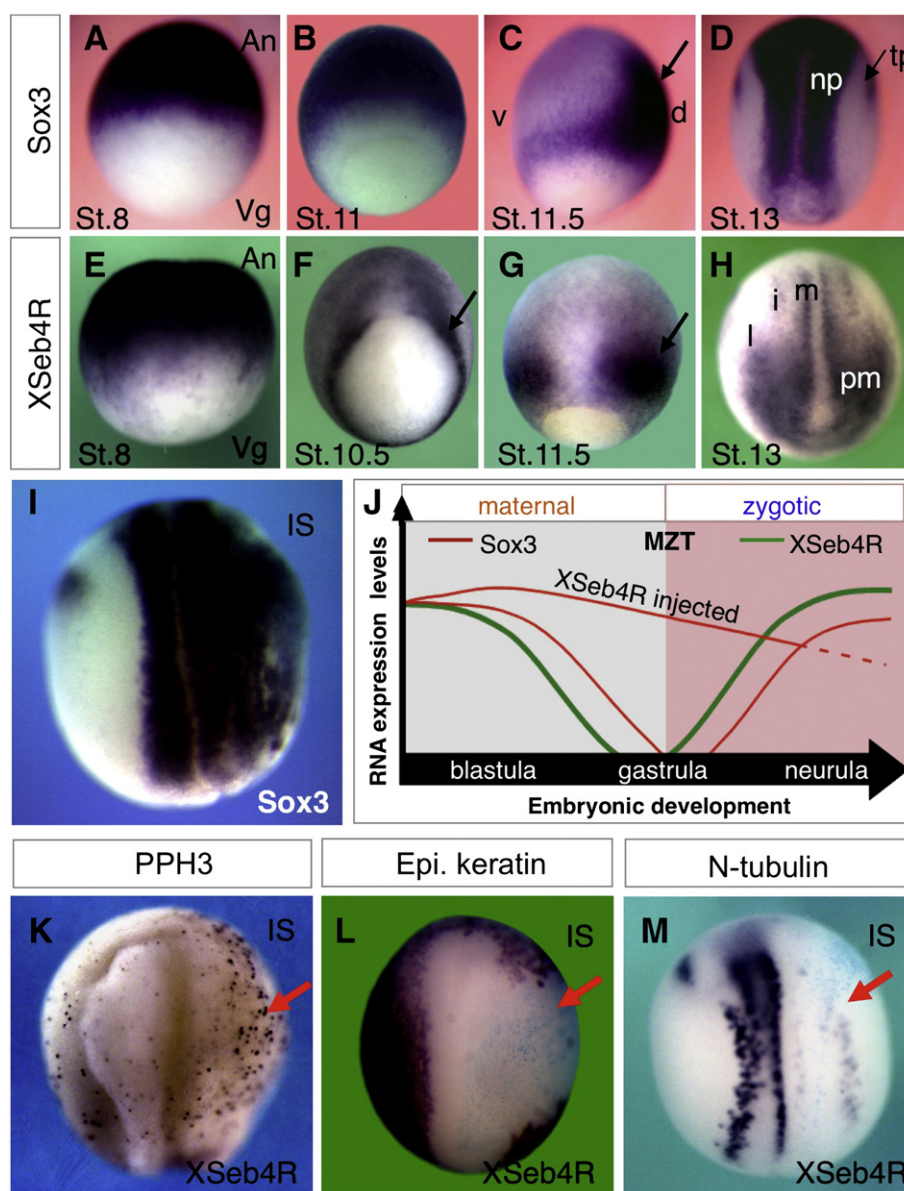 Sox3
A
An
St.8
Vg
B
St.11
C
v
d
St.11.5
D
np
tp
St.13
XSeb4R
E
An
St.8
Vg
F
St.10.5
G
St.11.5
H
i
m
l
pm
St.13
I
IS
Sox3
J
maternal
zygotic
Sox3
MZT
XSeb4R
XSeb4R injected
RNA expression levels
blastula
gastrula
neurula
Embryonic development
PPH3
Epi. keratin
N-tubulin
K
IS
XSeb4R
L
IS
XSeb4R
M
IS
XSeb4R